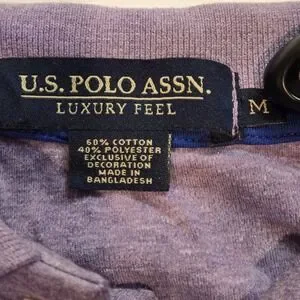 U.S. POLO ASSN.
LUXURY FEEL
M
60% COTTON
40% POLYESTER
EXCLUSIVE OF
DECORATION
MADE IN
BANGLADESH